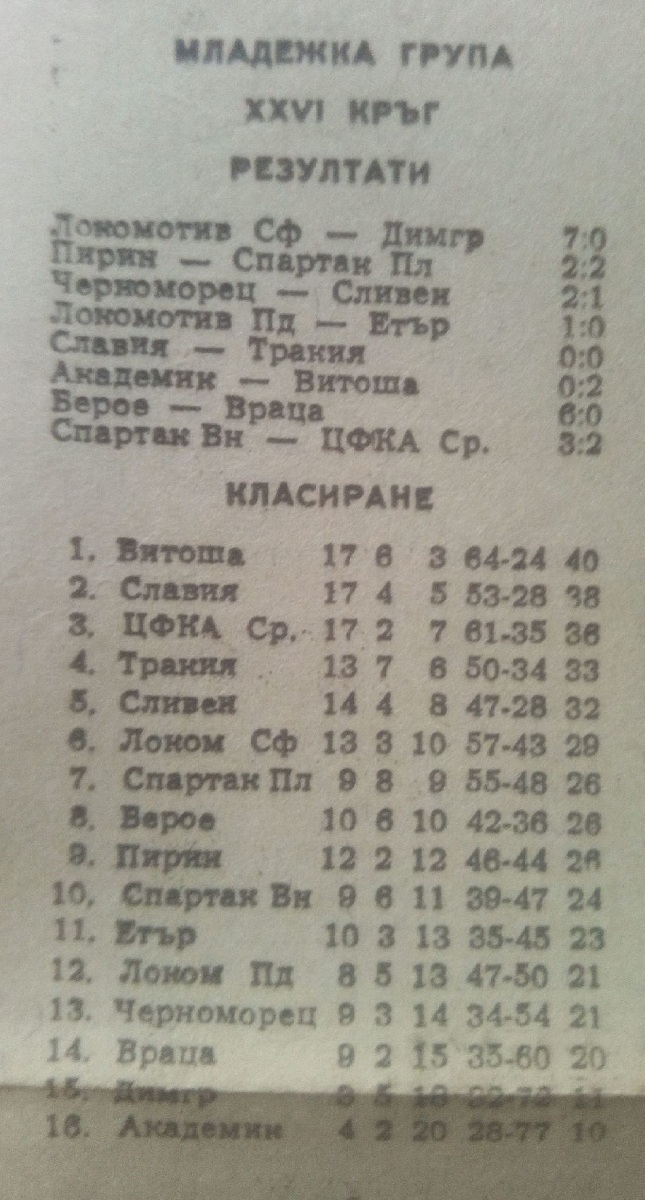 МЛАДЕЖКА ГРУПА
XXVI КРЪГ
РЕЗУЛТАТИ
Локомотив Сф — Димгр 7:0
Пирин — Спартак Пл 2:2
Черноморец — Сливен 2:1
Локомотив Пд — Етър 1:0
Славия — Тракия 0:0
Академик — Витоша 0:2
Берое — Враца 6:0
Спартак Вн — ЦФКА Ср. 3:2
КЛАСИРАНЕ
1. Витоша 17 6 3 64-24 40
2. Славия 17 4 5 53-28 38
3. ЦФКА Ср. 17 2 7 61-35 36
4. Тракия 13 7 6 50-34 33
5. Сливен 14 4 8 47-28 32
6. Локом Сф 13 3 10 57-43 29
7. Спартак Пл 9 8 9 55-48 26
8. Берое 10 6 10 42-36 26
9. Пирин 12 2 12 46-44 26
10. Спартак Вн 9 6 11 39-47 24
11. Етър 10 3 13 35-45 23
12. Локом Пд 8 5 13 47-50 21
13. Черноморец 9 3 14 34-54 21
14. Враца 9 2 15 35-60 20
15. Димгр 3 5 18 11
16. Академик 4 2 20 28-77 10